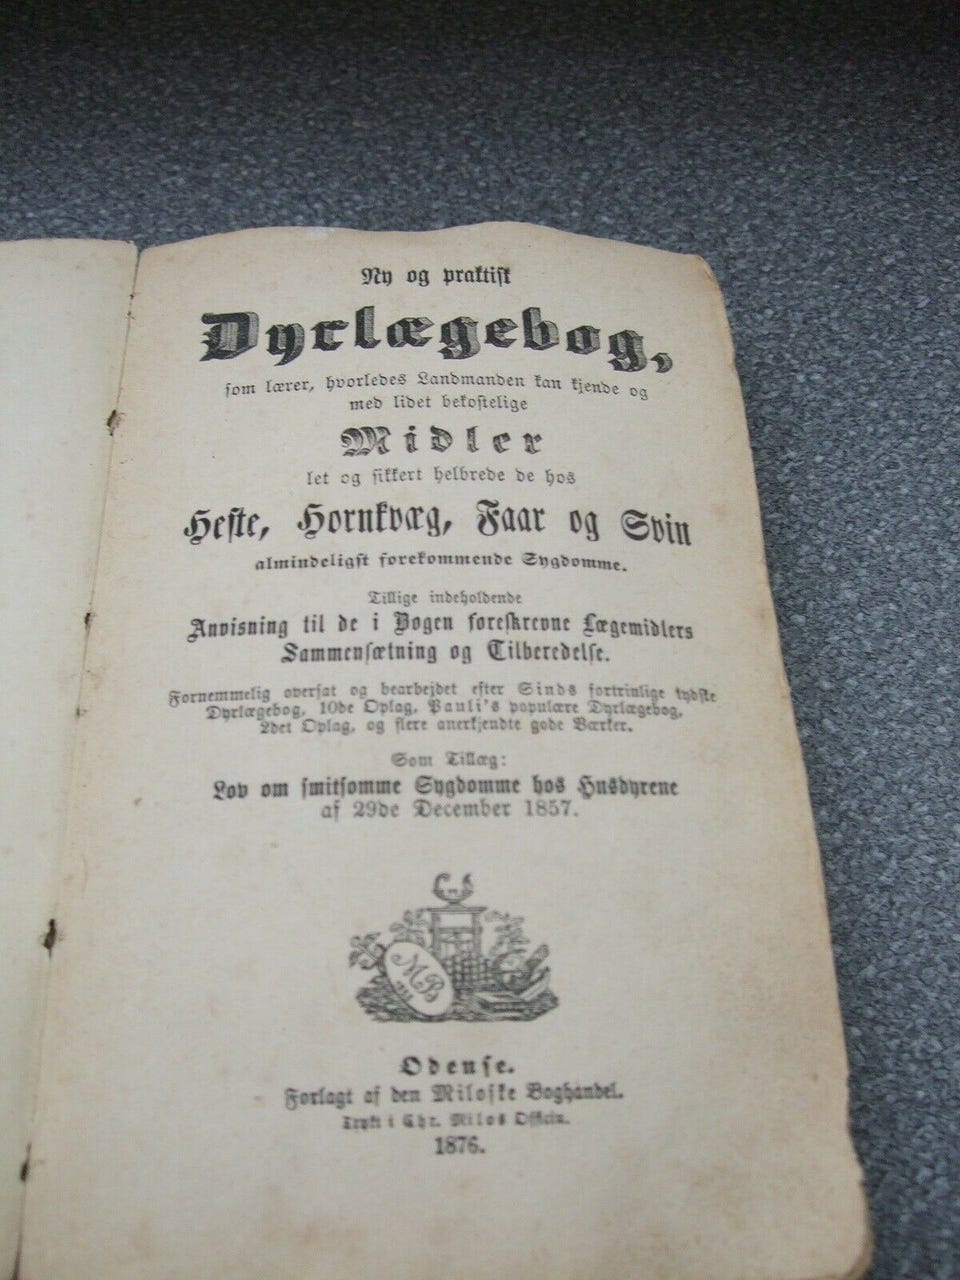 Ny og praktisk
Dyrlægebog,
som lærer, hvorledes Landmanden kan kjende og
med lidet bekostelige
Midler
let og sikkert helbrede de hos
Heste, Hornkvæg, Faar og Svin
almindeligst forekommende Sygdomme.
Tillige indeholdende
Anvisning til de i Bogen foreskrevne Lægemidlers
Sammensætning og Tilberedelse.
Fornemmelig oversat og bearbejdet efter Sinds fortrinlige tydske
Dyrlægebog, 10de Oplag, Pauli's populære Dyrlægebog,
2det Oplag, og flere anerkjendte gode Værker.
Som Tillæg:
Lov om smitsomme Sygdomme hos Husdyrene
af 29de December 1857.
MB
Odense.
Forlagt af den Miloske Boghandel.
Trykt i Chr. Milos Officin.
1876.